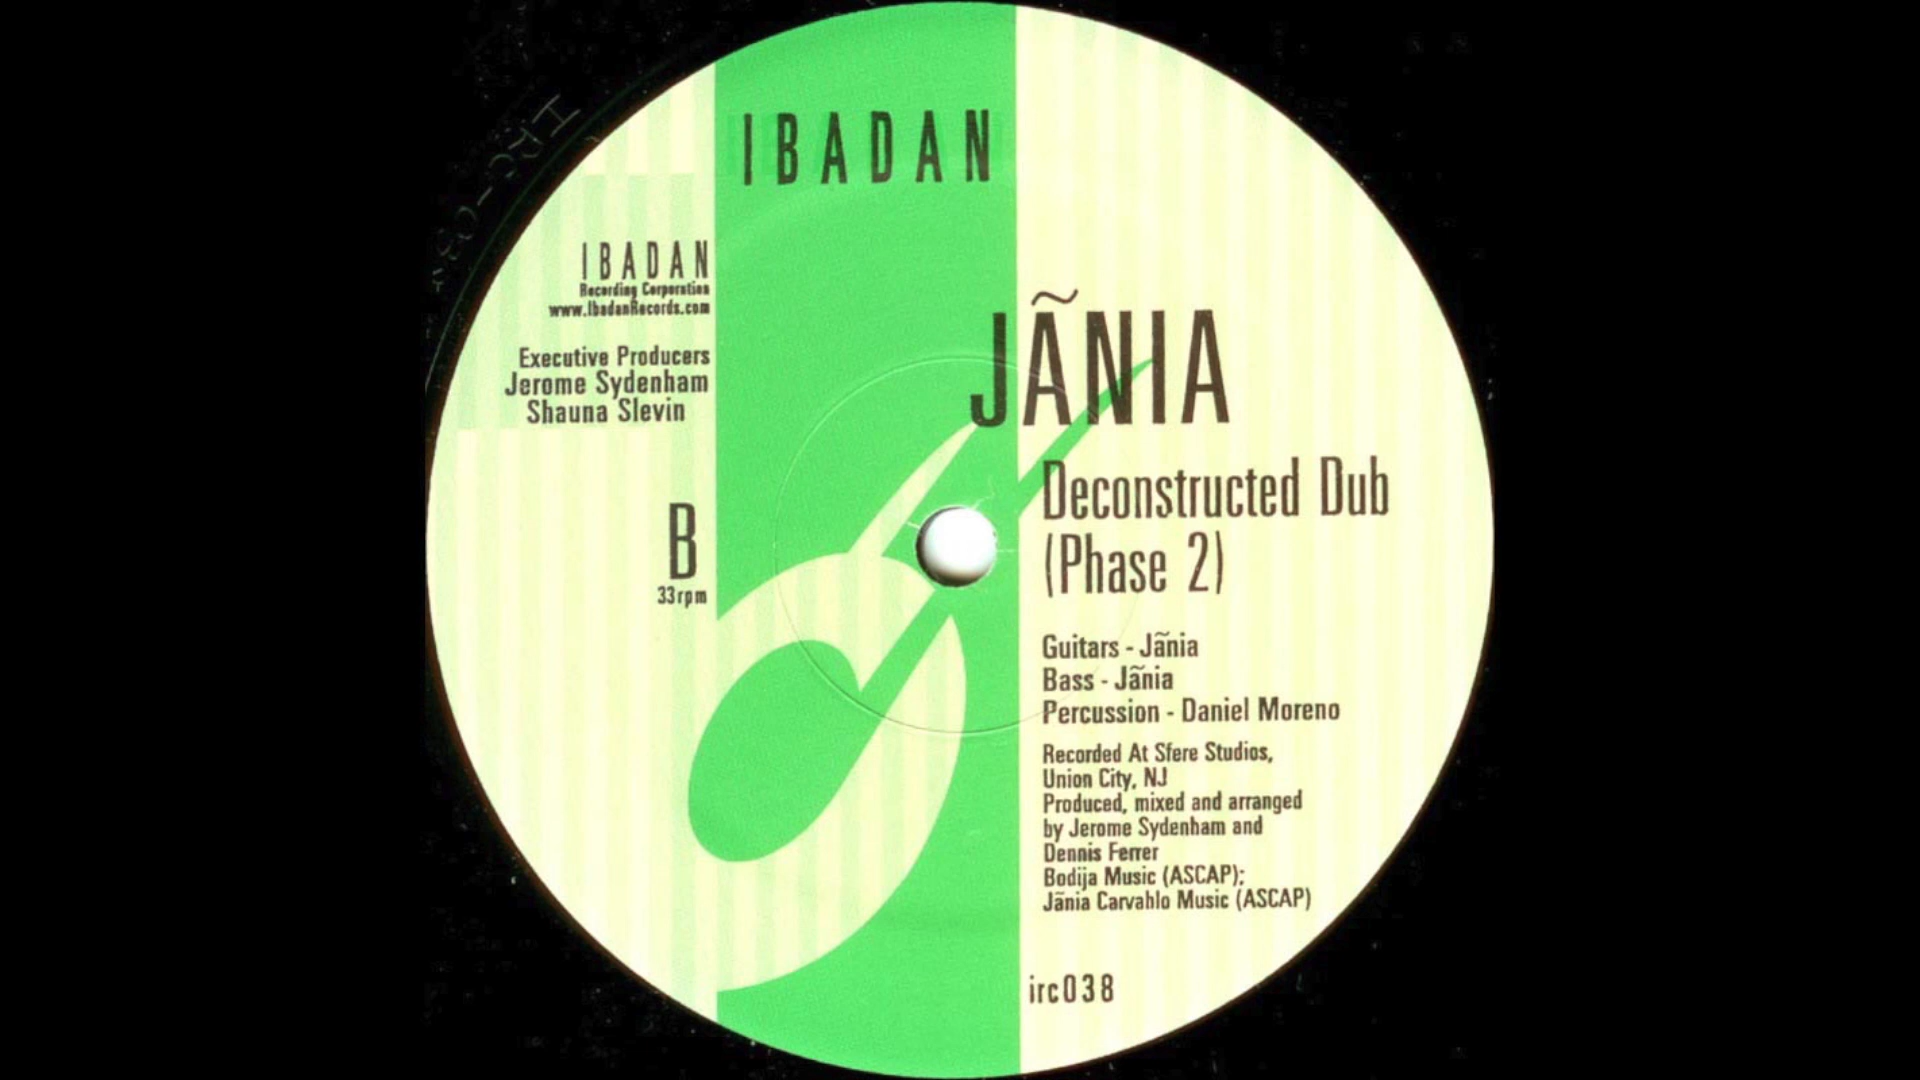 IBADAN
IBADAN
Recording Corporation
www.IbadanRecords.com
Executive Producers
Jerome Sydenham
Shauna Slevin
B
33rpm
JÃNIA
Deconstructed Dub
(Phase 2)
Guitars - Jãnia
Bass - Jãnia
Percussion - Daniel Moreno
Recorded At Sfere Studios,
Union City, NJ
Produced, mixed and arranged
by Jerome Sydenham and
Dennis Ferrer
Bodija Music (ASCAP);
Jãnia Carvahlo Music (ASCAP)
irc038